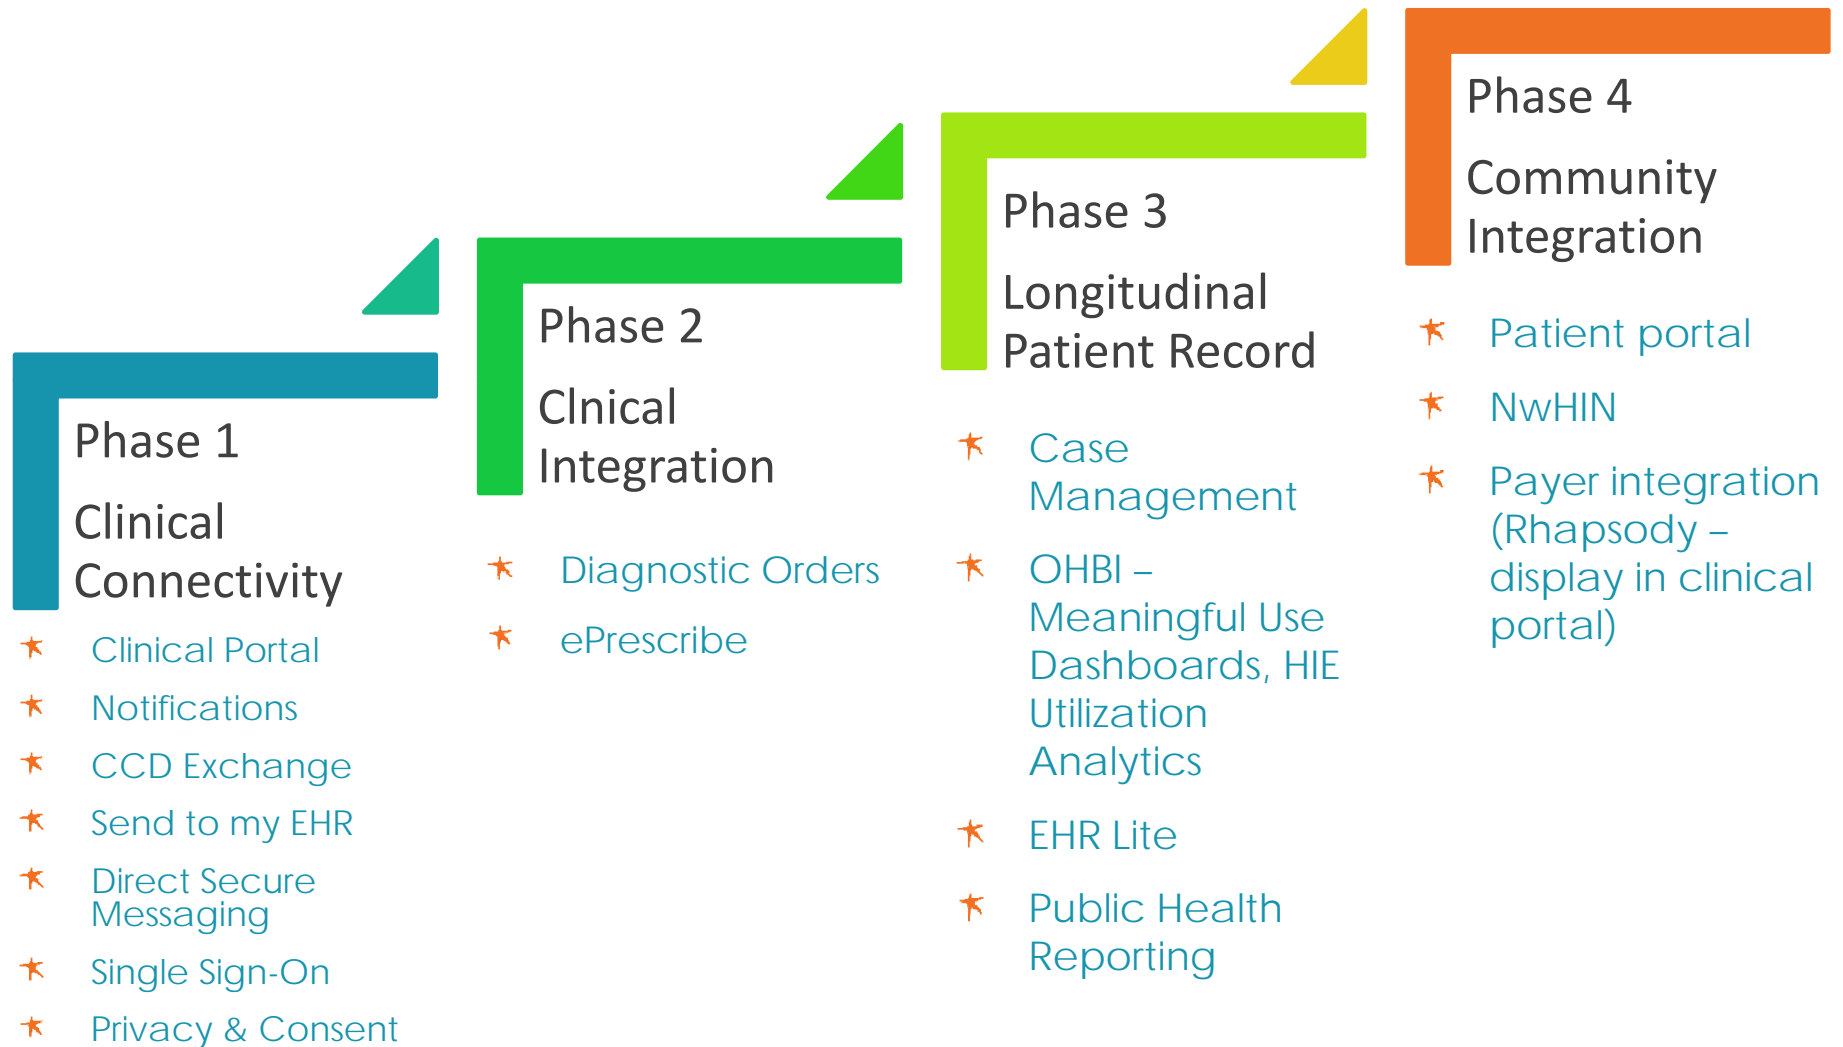 Phase 1
Clinical
Connectivity
Clinical Portal
Notifications
CCD Exchange
Send to my EHR
Direct Secure
Messaging
Single Sign-On
Privacy & Consent
Phase 2
Clnical
Integration
Diagnostic Orders
ePrescribe
Phase 3
Longitudinal
Patient Record
Case
Management
OHBI –
Meaningful Use
Dashboards, HIE
Utilization
Analytics
EHR Lite
Public Health
Reporting
Phase 4
Community
Integration
Patient portal
NwHIN
Payer integration
(Rhapsody –
display in clinical
portal)